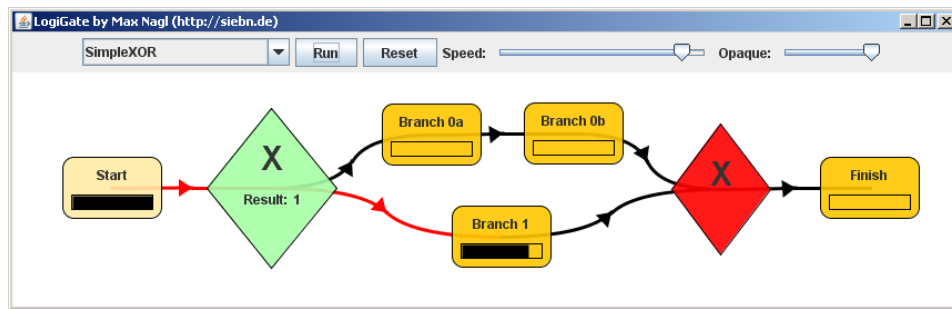 LogiGate by Max Nagl (http://siebn.de)
SimpleXOR Run Reset Speed: Opaque:
Branch 0a Branch 0b
Start X X Finish
Result: 1
Branch 1